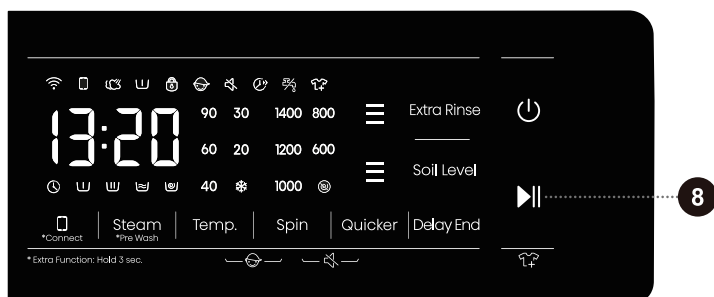 13:20
90 30 1400 800
Extra Rinse
60 20 1200 600
Soil Level
40 1000
8
Steam Temp. Spin Quicker Delay End
*Connect *Pre Wash
* Extra Function: Hold 3 sec.